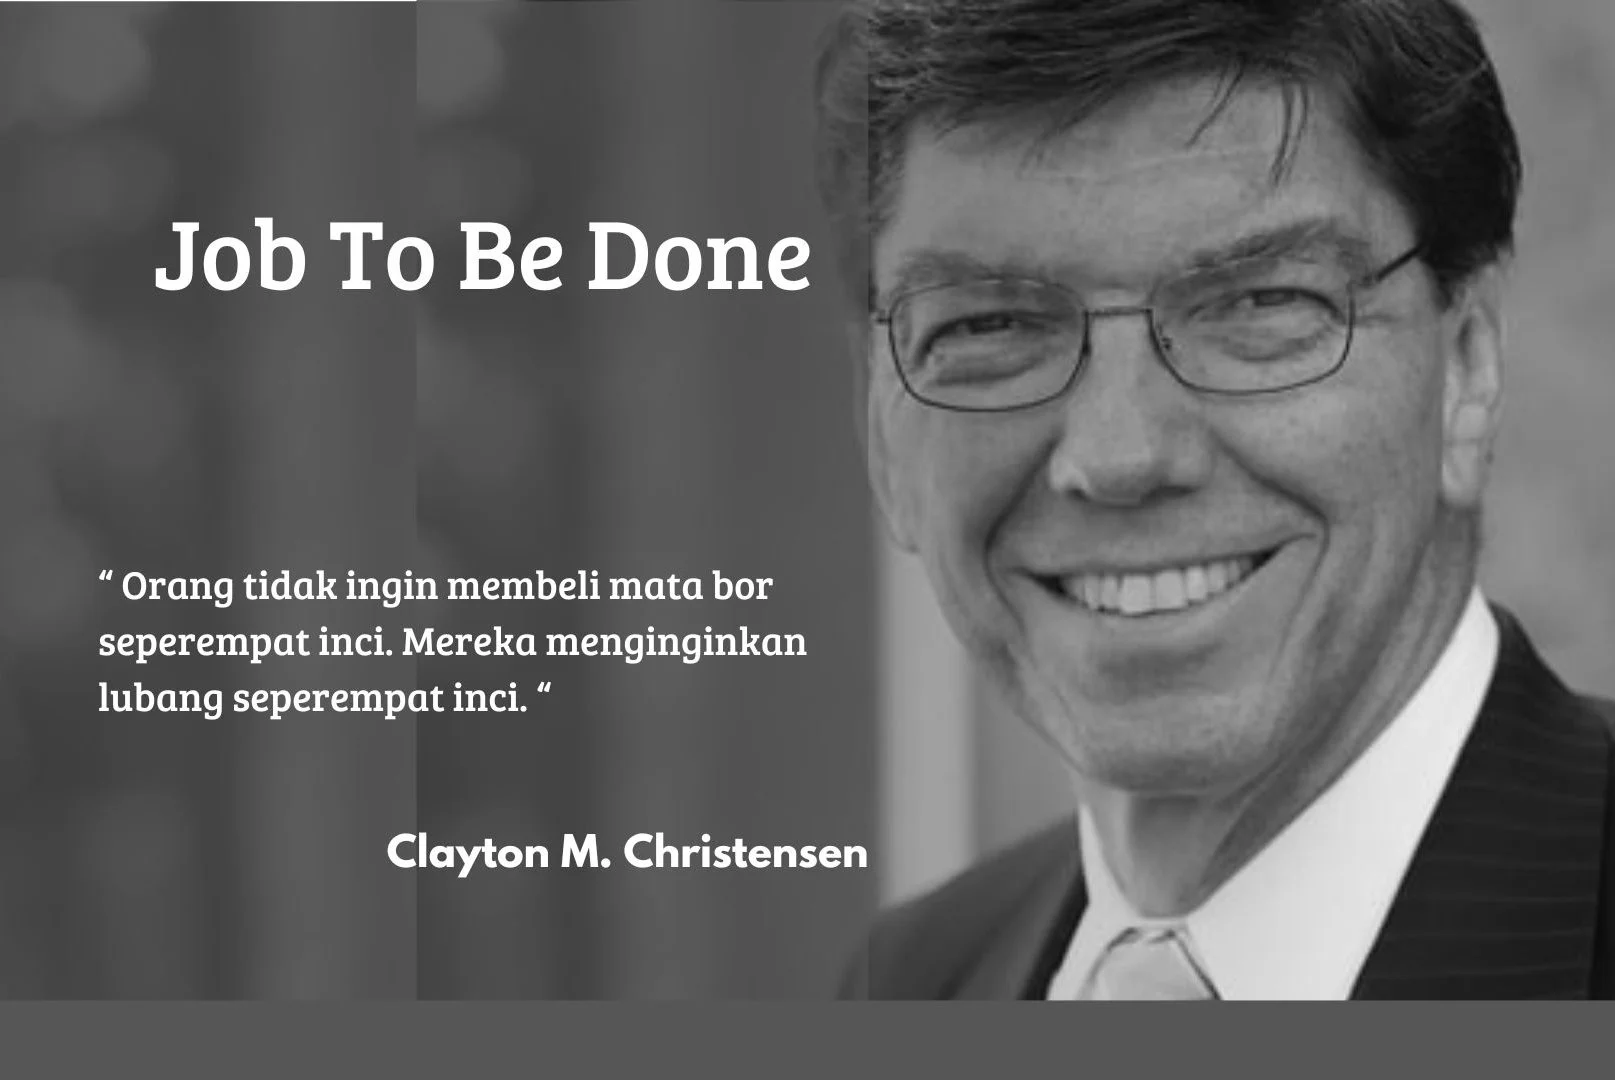 Job To Be Done
“ Orang tidak ingin membeli mata bor
seperempat inci. Mereka menginginkan
lubang seperempat inci. “
Clayton M. Christensen